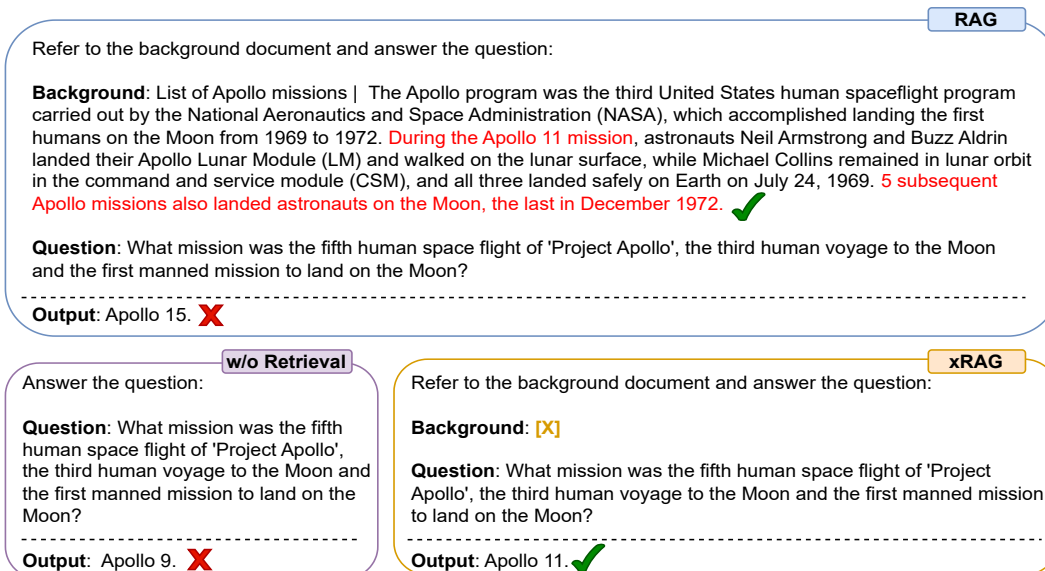 RAG
Refer to the background document and answer the question:
Background: List of Apollo missions | The Apollo program was the third United States human spaceflight program
carried out by the National Aeronautics and Space Administration (NASA), which accomplished landing the first
humans on the Moon from 1969 to 1972. During the Apollo 11 mission, astronauts Neil Armstrong and Buzz Aldrin
landed their Apollo Lunar Module (LM) and walked on the lunar surface, while Michael Collins remained in lunar orbit
in the command and service module (CSM), and all three landed safely on Earth on July 24, 1969. 5 subsequent
Apollo missions also landed astronauts on the Moon, the last in December 1972.
Question: What mission was the fifth human space flight of 'Project Apollo', the third human voyage to the Moon
and the first manned mission to land on the Moon?
Output: Apollo 15.
w/o Retrieval
Answer the question:
Question: What mission was the fifth
human space flight of 'Project Apollo',
the third human voyage to the Moon and
the first manned mission to land on the
Moon?
Output: Apollo 9.
xRAG
Refer to the background document and answer the question:
Background: [X]
Question: What mission was the fifth human space flight of 'Project
Apollo', the third human voyage to the Moon and the first manned mission
to land on the Moon?
Output: Apollo 11.